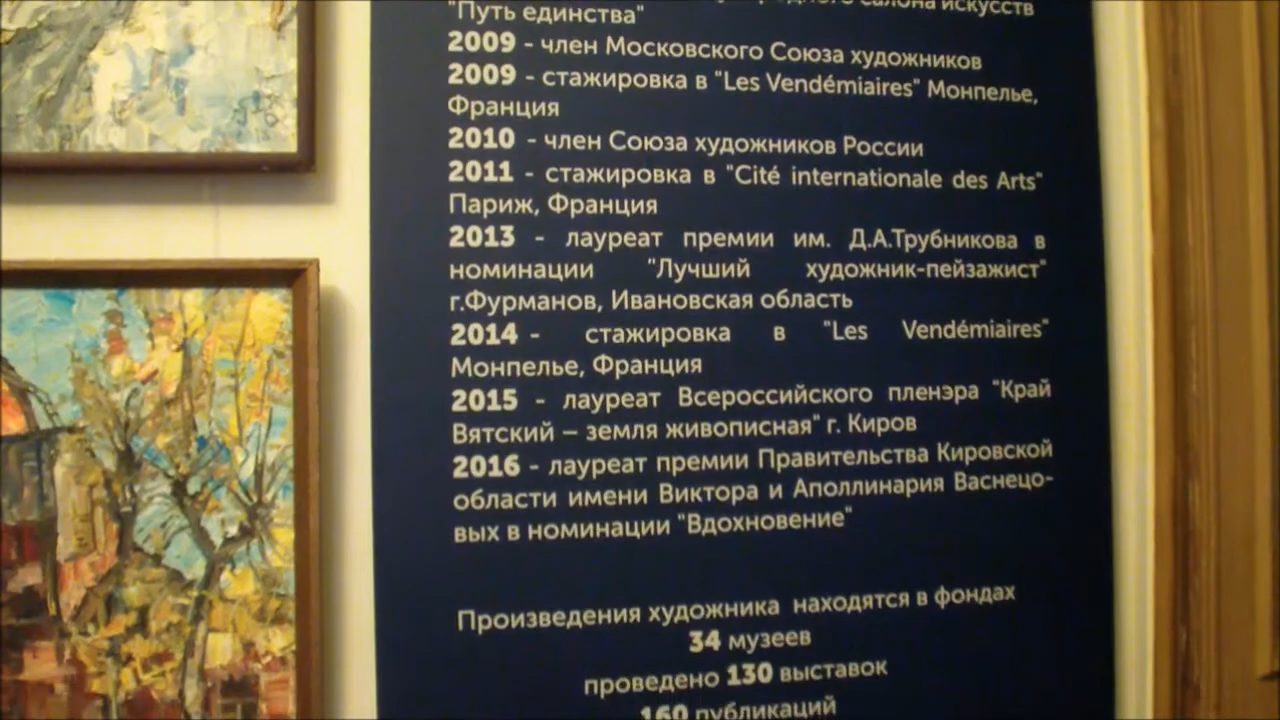 салона искусств
"Путь единства"
2009 - член Московского Союза художников
2009 - стажировка в "Les Vendémiaires" Монпелье,
Франция
2010 - член Союза художников России
2011 - стажировка в "Cité internationale des Arts"
Париж, Франция
2013 - лауреат премии им. Д.А.Трубникова в
номинации "Лучший художник-пейзажист"
г.Фурманов, Ивановская область
2014 - стажировка в "Les Vendémiaires"
Монпелье, Франция
2015 - лауреат Всероссийского пленэра "Край
Вятский – земля живописная" г. Киров
2016 - лауреат премии Правительства Кировской
области имени Виктора и Аполлинария Васнецо-
вых в номинации "Вдохновение"
Произведения художника находятся в фондах
34 музеев
проведено 130 выставок
160 публикаций